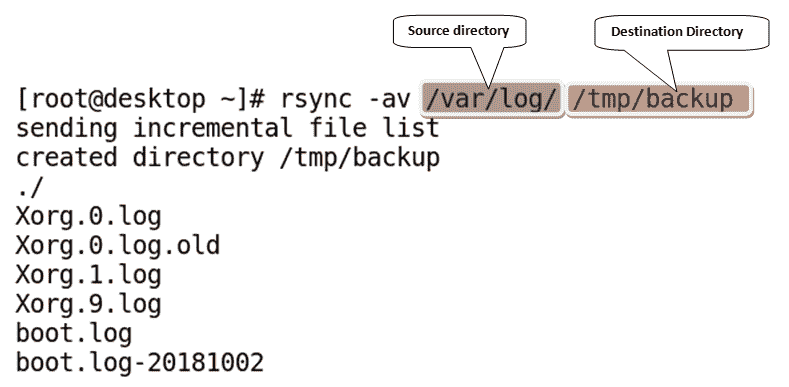 Source directory
Destination Directory
[root@desktop ~]# rsync -av /var/log/ /tmp/backup
sending incremental file list
created directory /tmp/backup
./
Xorg.0.log
Xorg.0.log.old
Xorg.1.log
Xorg.9.log
boot.log
boot.log-20181002